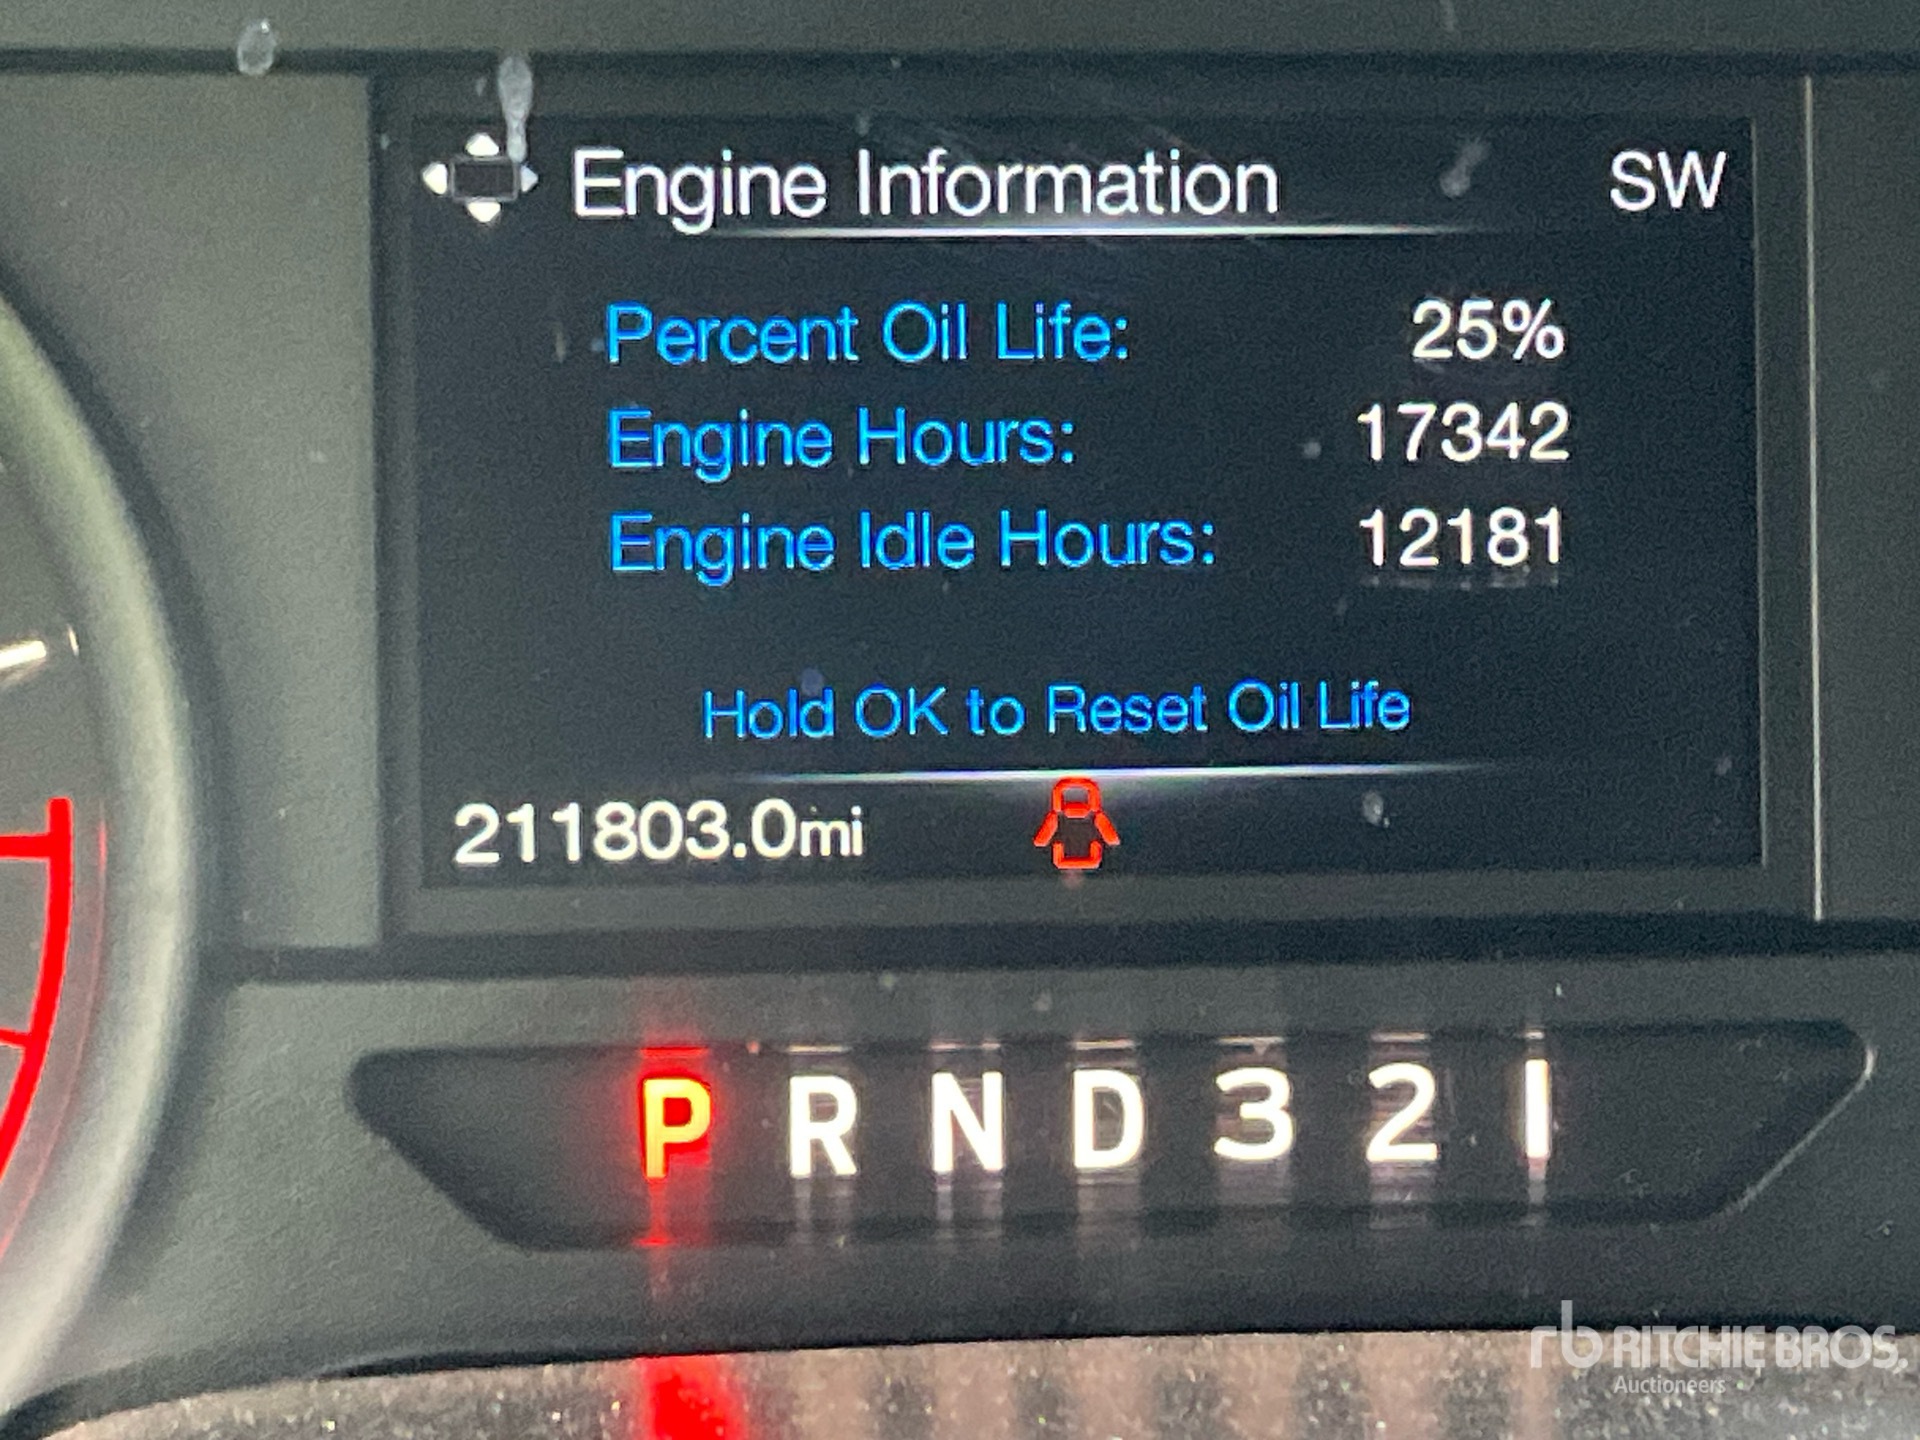 Engine Information SW
Percent Oil Life: 25%
Engine Hours: 17342
Engine Idle Hours: 12181
Hold OK to Reset Oil Life
211803.0mi
P R N D 3 2 1
rb RITCHIE BROS.
Auctioneers